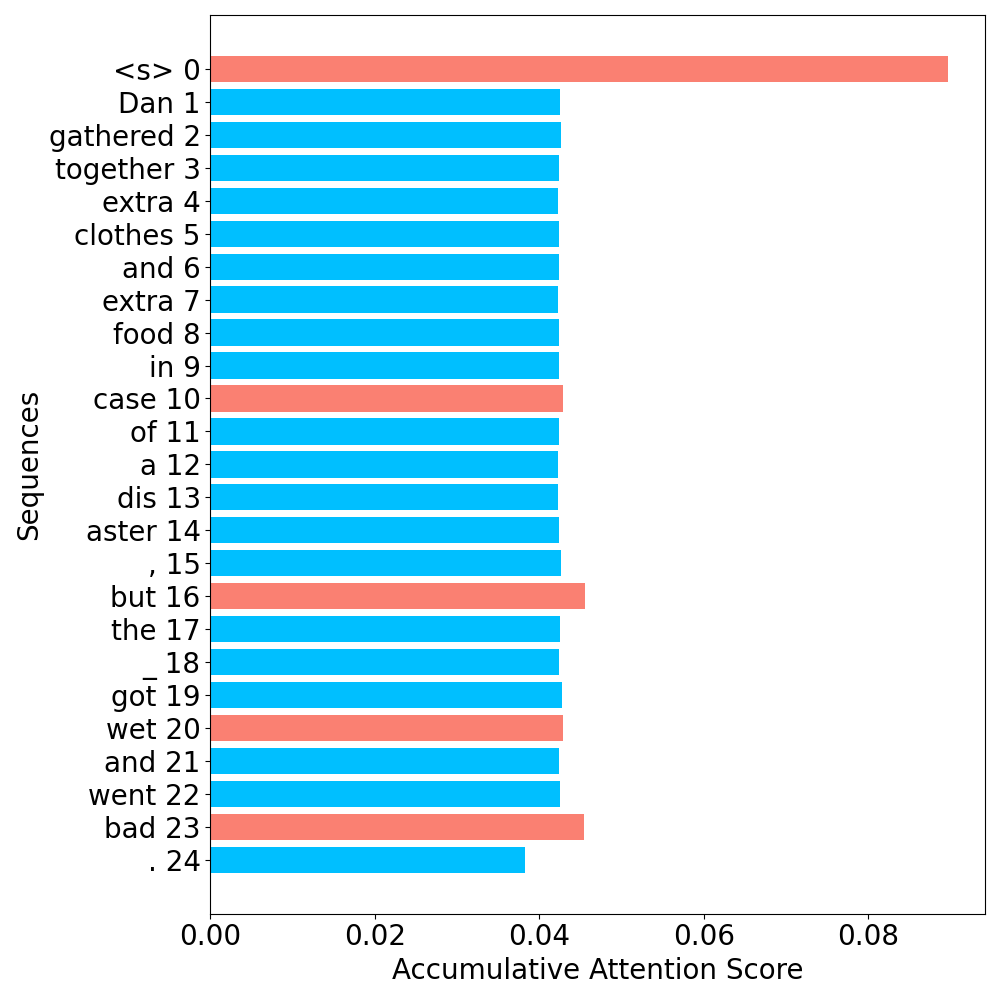 <s> 0
Dan 1
gathered 2
together 3
extra 4
clothes 5
and 6
extra 7
food 8
in 9
case 10
of 11
a 12
dis 13
aster 14
, 15
but 16
the 17
_ 18
got 19
wet 20
and 21
went 22
bad 23
. 24
Sequences
0.00 0.02 0.04 0.06 0.08
Accumulative Attention Score